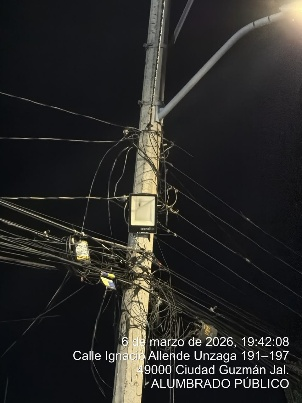 6 de marzo de 2026, 19:42:08
Calle Ignacio Allende Unzaga 191–197
49000 Ciudad Guzmán Jal.
ALUMBRADO PÚBLICO